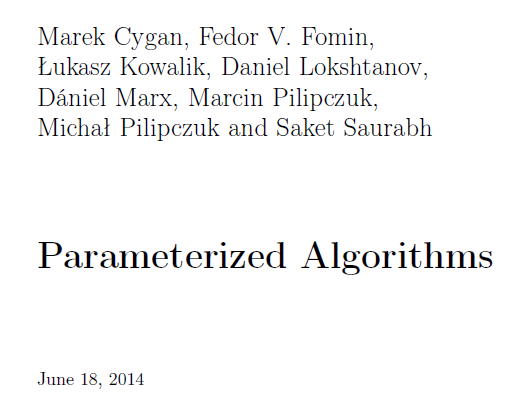 Marek Cygan, Fedor V. Fomin,
Łukasz Kowalik, Daniel Lokshtanov,
Dániel Marx, Marcin Pilipczuk,
Michał Pilipczuk and Saket Saurabh
Parameterized Algorithms
June 18, 2014